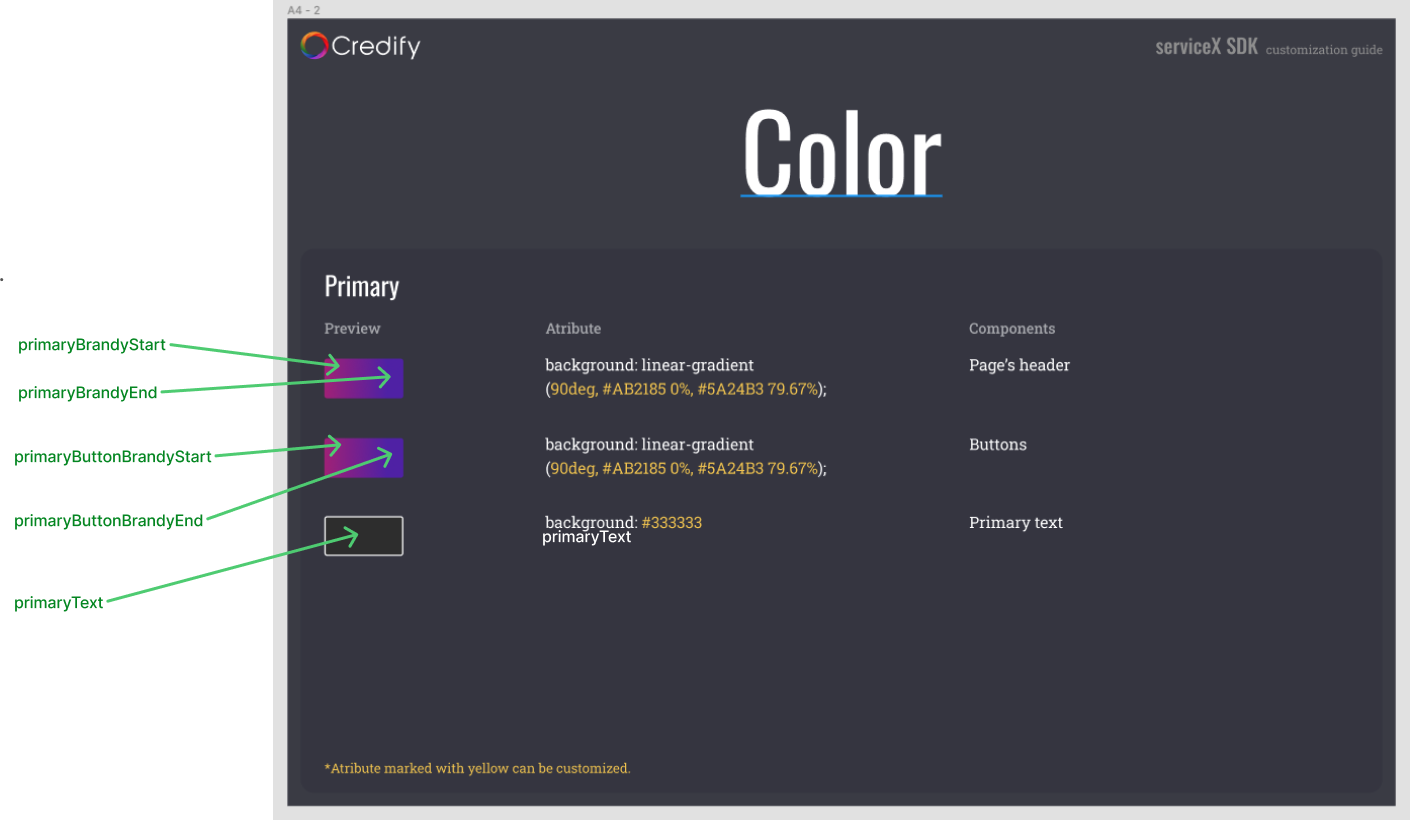 A4 - 2
Credify
serviceX SDK customization guide
Color
.
Primary
Preview
Atribute
Components
primaryBrandyStart
primaryBrandyEnd
background: linear-gradient
(90deg, #AB2185 0%, #5A24B3 79.67%);
Page’s header
primaryButtonBrandyStart
background: linear-gradient
(90deg, #AB2185 0%, #5A24B3 79.67%);
Buttons
primaryButtonBrandyEnd
background: #333333
primaryText
Primary text
primaryText
*Atribute marked with yellow can be customized.